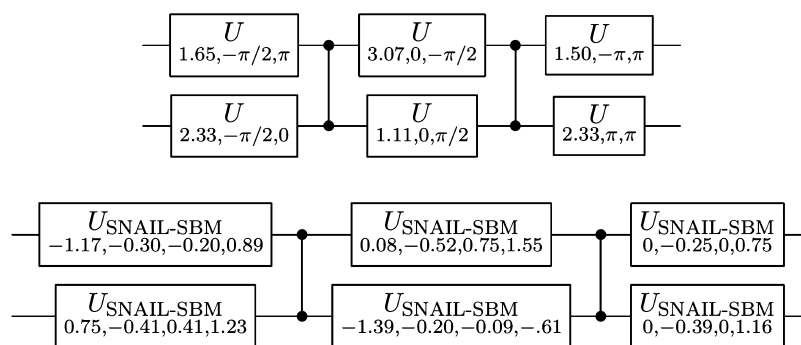 U U U
1.65,−π/2,π 3.07,0,−π/2 1.50,−π,π
U U U
2.33,−π/2,0 1.11,0,π/2 2.33,π,π
U_SNAIL-SBM U_SNAIL-SBM U_SNAIL-SBM
−1.17,−0.30,−0.20,0.89 0.08,−0.52,0.75,1.55 0,−0.25,0,0.75
U_SNAIL-SBM U_SNAIL-SBM U_SNAIL-SBM
0.75,−0.41,0.41,1.23 −1.39,−0.20,−0.09,−.61 0,−0.39,0,1.16